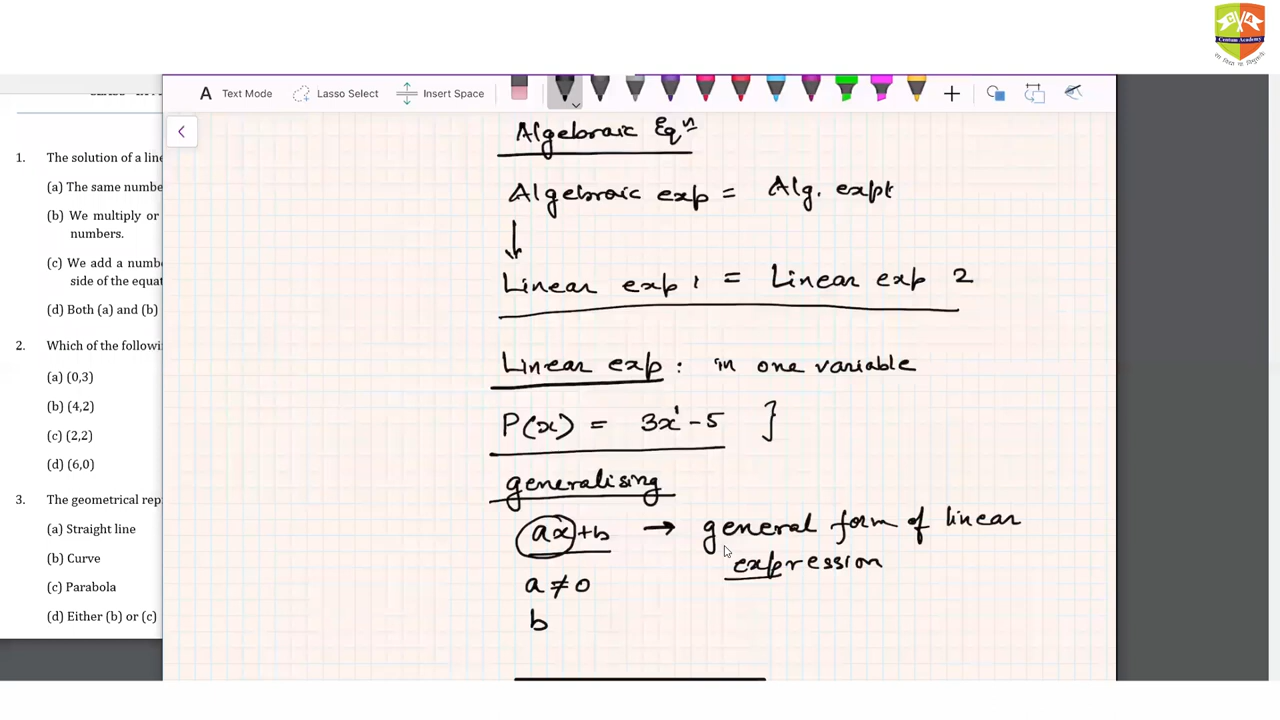 Centum Academy
Text Mode
Lasso Select
Insert Space
1. The solution of a line
(a) The same numbe
(b) We multiply or
numbers.
(c) We add a numb
side of the equat
(d) Both (a) and (b)
2. Which of the followi
(a) (0,3)
(b) (4,2)
(c) (2,2)
(d) (6,0)
3. The geometrical rep
(a) Straight line
(b) Curve
(c) Parabola
(d) Either (b) or (c)
Algebraic Eqⁿ
Algebraic exp = Alg. expt
↓
Linear exp 1 = Linear exp 2
Linear exp : in one variable
P(x) = 3x¹ - 5 }
generalising
ax+b → general form of linear
expression
a ≠ 0
b